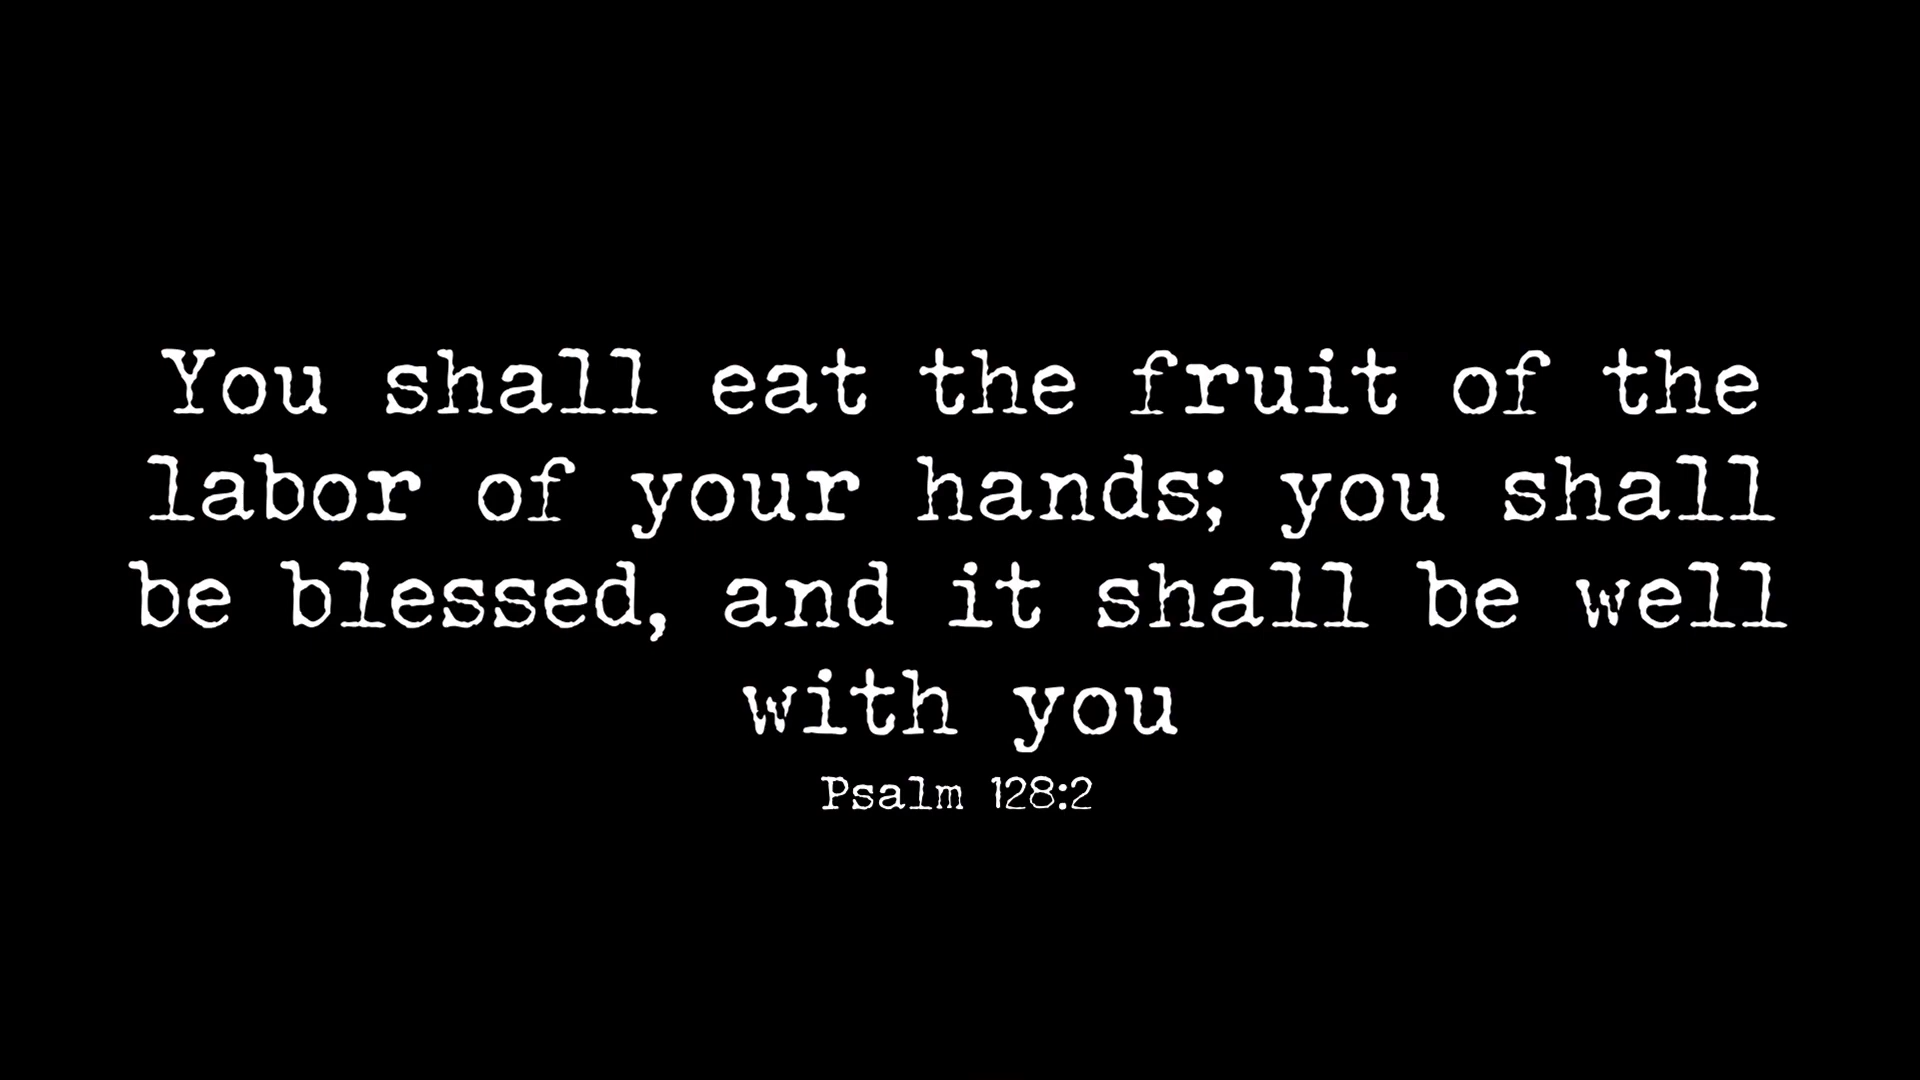 You shall eat the fruit of the
labor of your hands; you shall
be blessed, and it shall be well
with you
Psalm 128:2